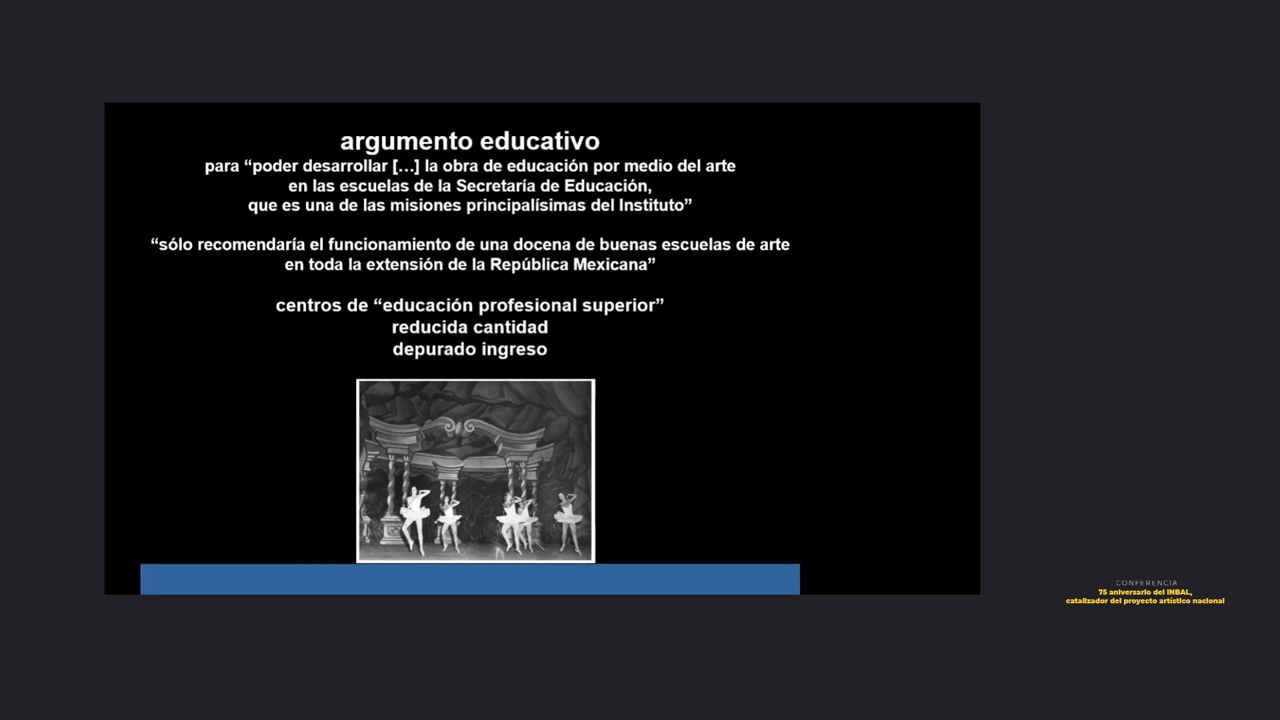 argumento educativo
para “poder desarrollar […] la obra de educación por medio del arte
en las escuelas de la Secretaría de Educación,
que es una de las misiones principalísimas del Instituto”
“sólo recomendaría el funcionamiento de una docena de buenas escuelas de arte
en toda la extensión de la República Mexicana”
centros de “educación profesional superior”
reducida cantidad
depurado ingreso
CONFERENCIA
75 aniversario del INBAL,
catalizador del proyecto artístico nacional